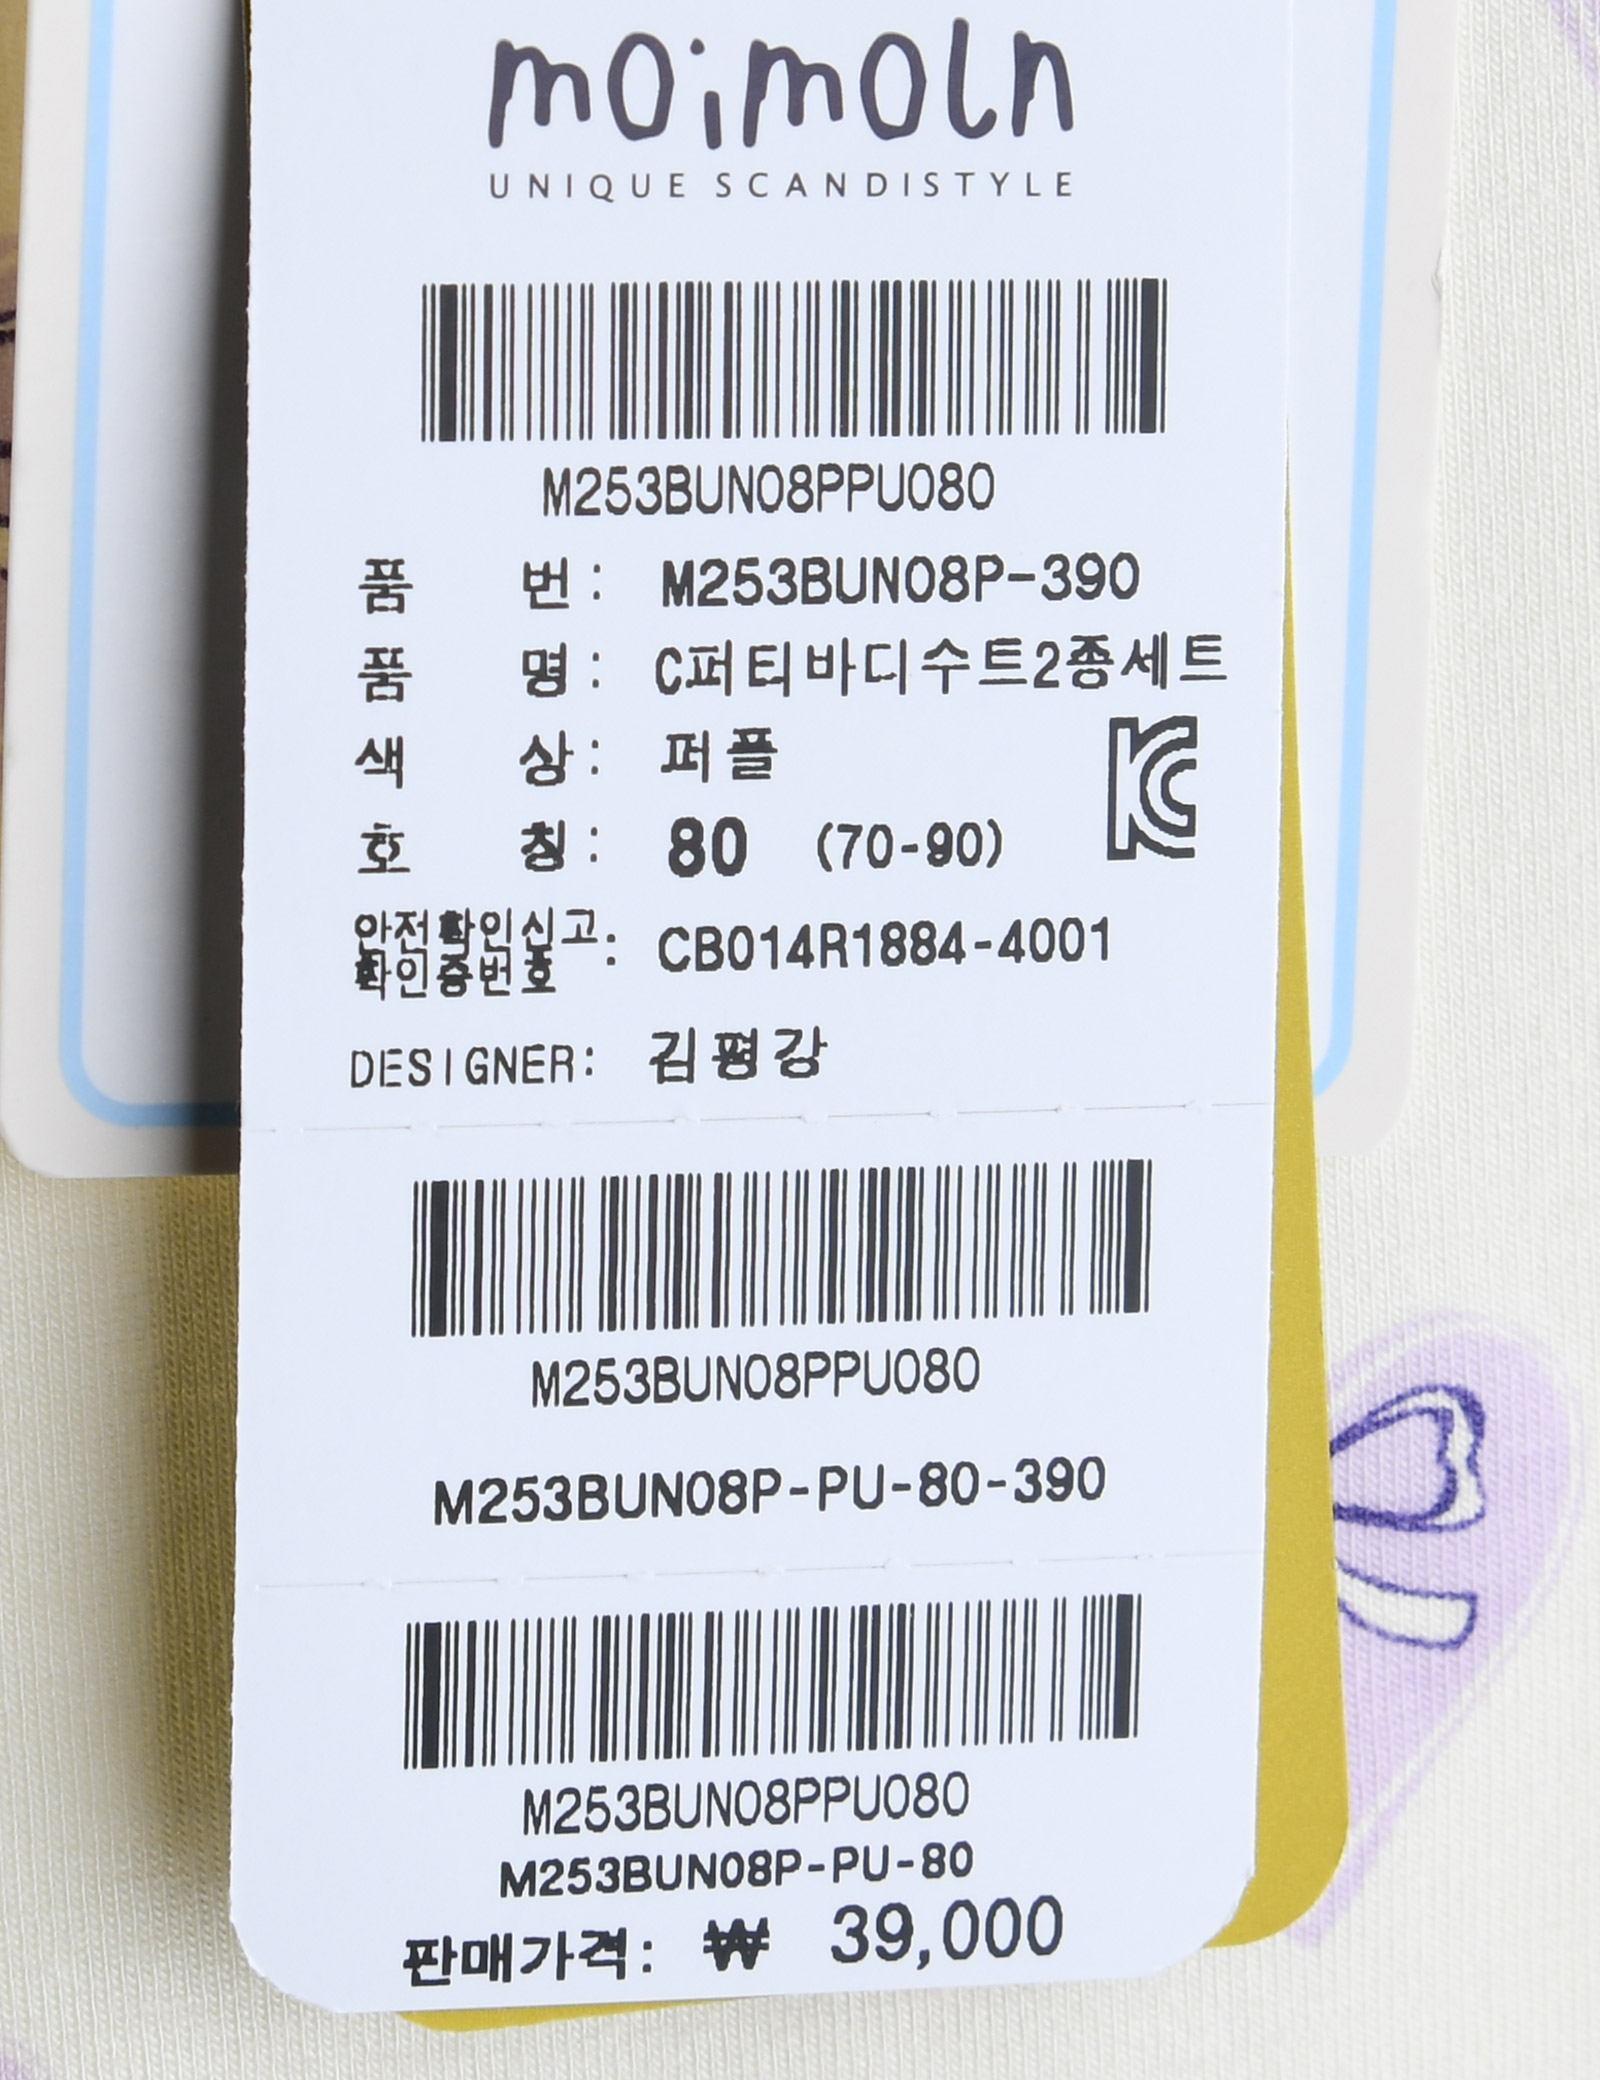 moimoln
UNIQUE SCANDISTYLE
M253BUN08PPU080
품 번 : M253BUN08P-390
품 명 : C퍼티바디수트2종세트
색 상 : 퍼플
호 칭 : 80 (70-90)
안전확인신고
확인증번호 : CB014R1884-4001
DESIGNER: 김평강
M253BUN08PPU080
M253BUN08P-PU-80-390
M253BUN08PPU080
M253BUN08P-PU-80
판매가격: ₩ 39,000